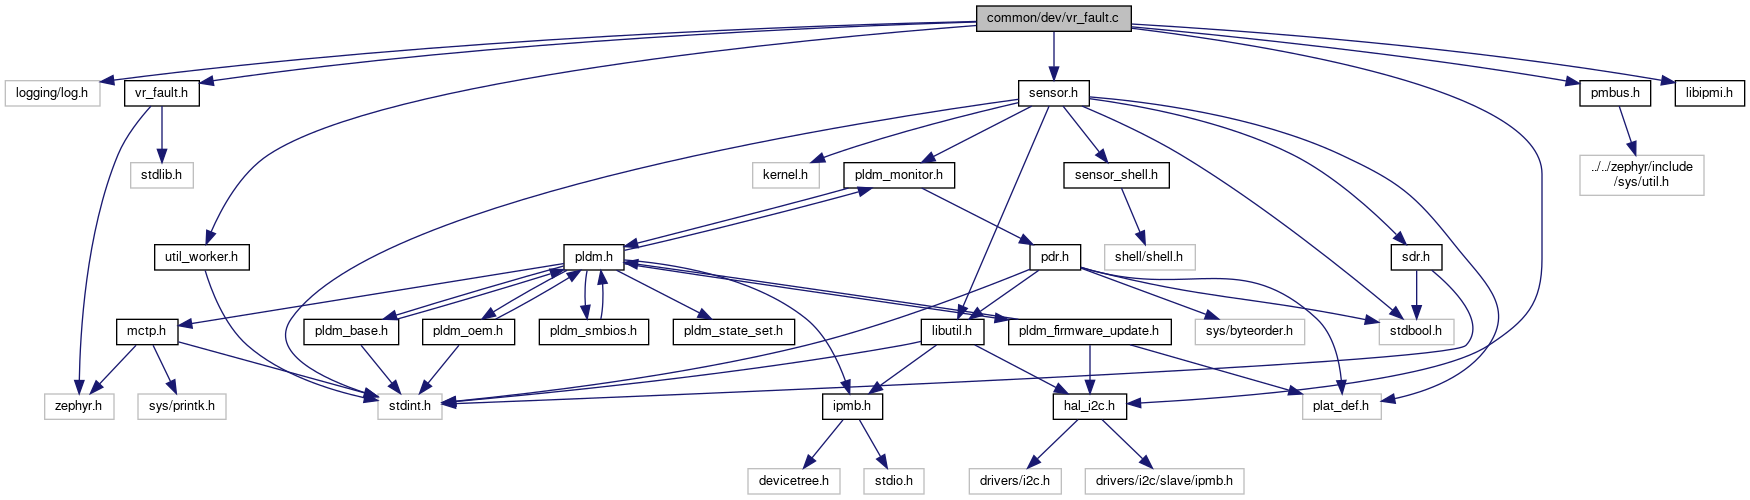 common/dev/vr_fault.c
logging/log.h
vr_fault.h
sensor.h
pmbus.h
libipmi.h
stdlib.h
kernel.h
pldm_monitor.h
sensor_shell.h
../../zephyr/include
/sys/util.h
util_worker.h
pldm.h
shell/shell.h
pdr.h
sdr.h
mctp.h
pldm_base.h
pldm_oem.h
pldm_smbios.h
pldm_state_set.h
libutil.h
pldm_firmware_update.h
sys/byteorder.h
stdbool.h
zephyr.h
sys/printk.h
stdint.h
ipmb.h
hal_i2c.h
plat_def.h
devicetree.h
stdio.h
drivers/i2c.h
drivers/i2c/slave/ipmb.h